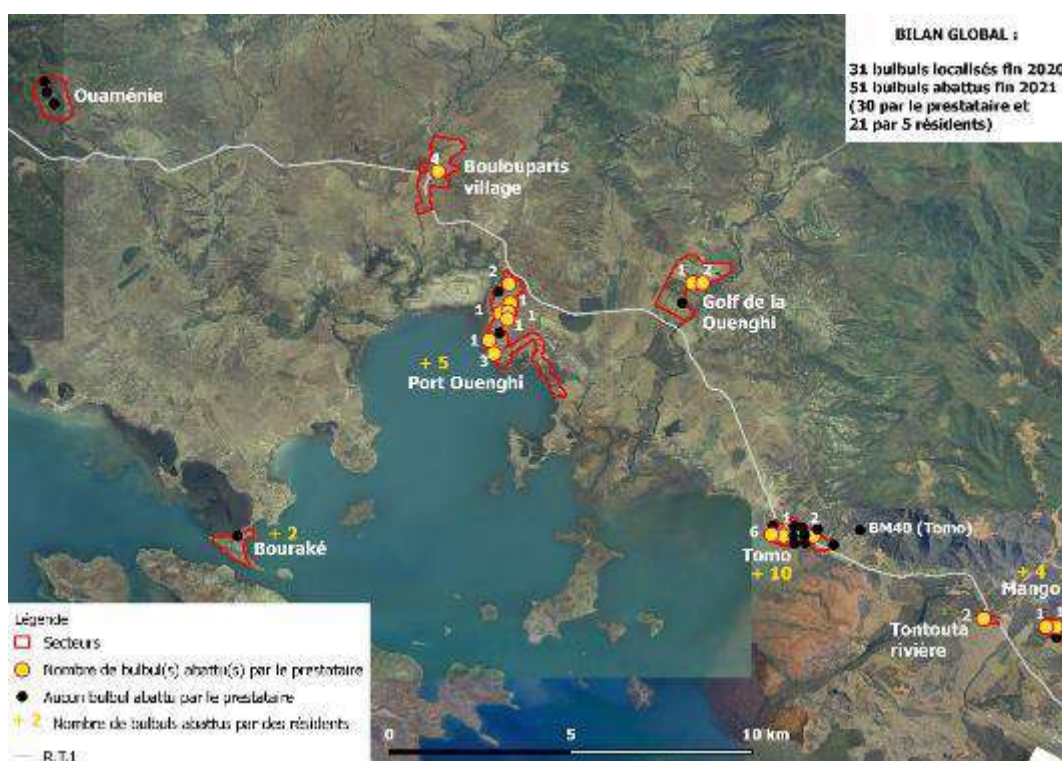 BILAN GLOBAL :
31 bulbuls localisés fin 2020
51 bulbuls abattus fin 2021
(30 par le prestataire et
21 par 5 résidents)
Ouaménie
4
Boulouparis
village
2
1
1
1
1
3
+ 5
Port Ouenghi
1
2
Golf de la
Ouenghi
+ 2
Bouraké
6
2
BM40 (Tomo)
Tomo
+ 10
+ 4
Mango
1
2
Tontouta
rivière
Légende
Secteurs
Nombre de bulbul(s) abattu(s) par le prestataire
Aucun bulbul abattu par le prestataire
+ 2 Nombre de bulbuls abattus par des résidents
R.T.1
0 5 10 km